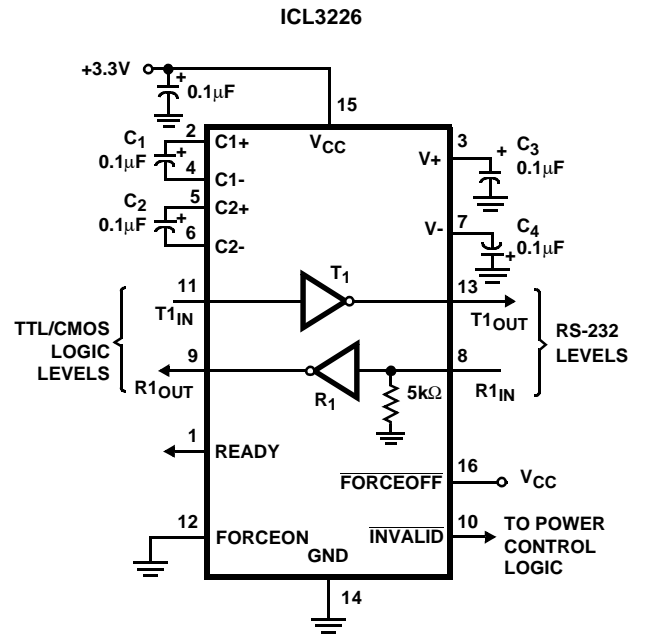 ICL3226
+3.3V
+
0.1µF
15
VCC
C1
0.1µF
+
2
C1+
4
C1-
C2
0.1µF
+
5
C2+
6
C2-
3
V+
+
C3
0.1µF
7
V-
C4
0.1µF
+
T1
11
T1IN
13
T1OUT
TTL/CMOS
LOGIC
LEVELS
RS-232
LEVELS
9
R1OUT
R1
5kΩ
8
R1IN
1
READY
16
FORCEOFF
VCC
12
FORCEON
10
INVALID
TO POWER
CONTROL
LOGIC
GND
14